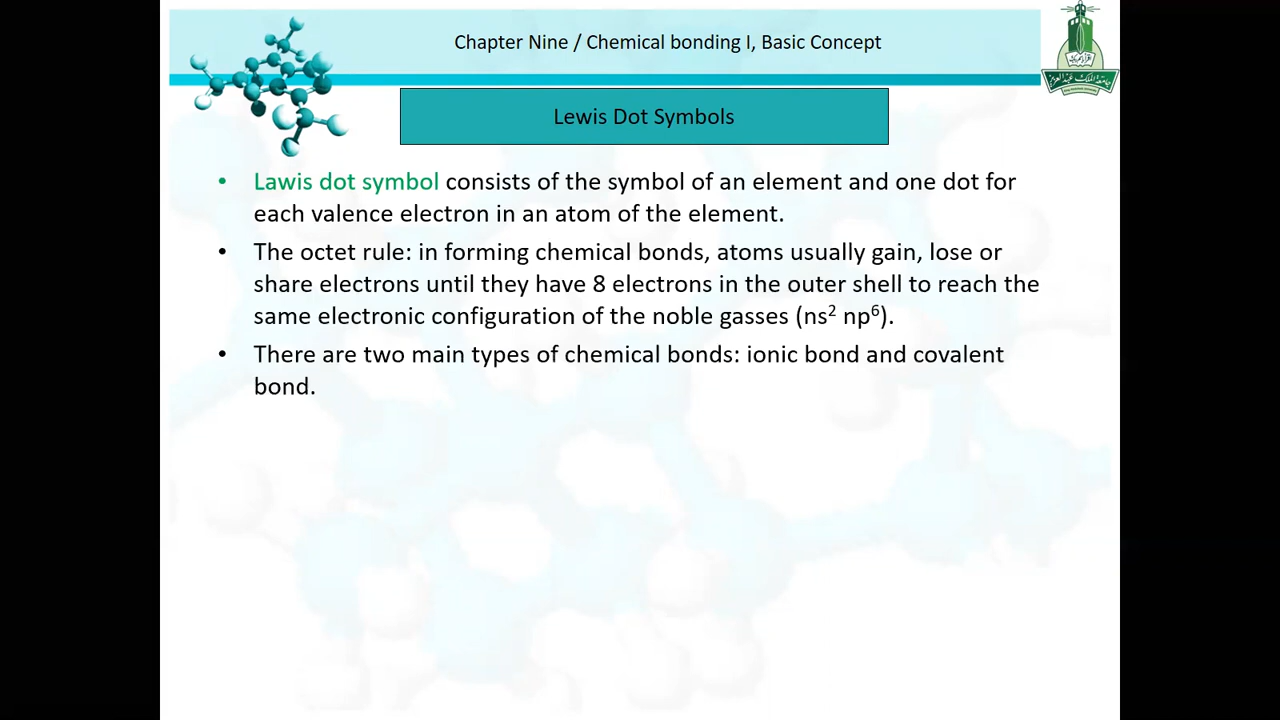 Chapter Nine / Chemical bonding I, Basic Concept
Lewis Dot Symbols
• Lawis dot symbol consists of the symbol of an element and one dot for
each valence electron in an atom of the element.
• The octet rule: in forming chemical bonds, atoms usually gain, lose or
share electrons until they have 8 electrons in the outer shell to reach the
same electronic configuration of the noble gasses (ns² np⁶).
• There are two main types of chemical bonds: ionic bond and covalent
bond.
جامعة الملك عبد العزيز